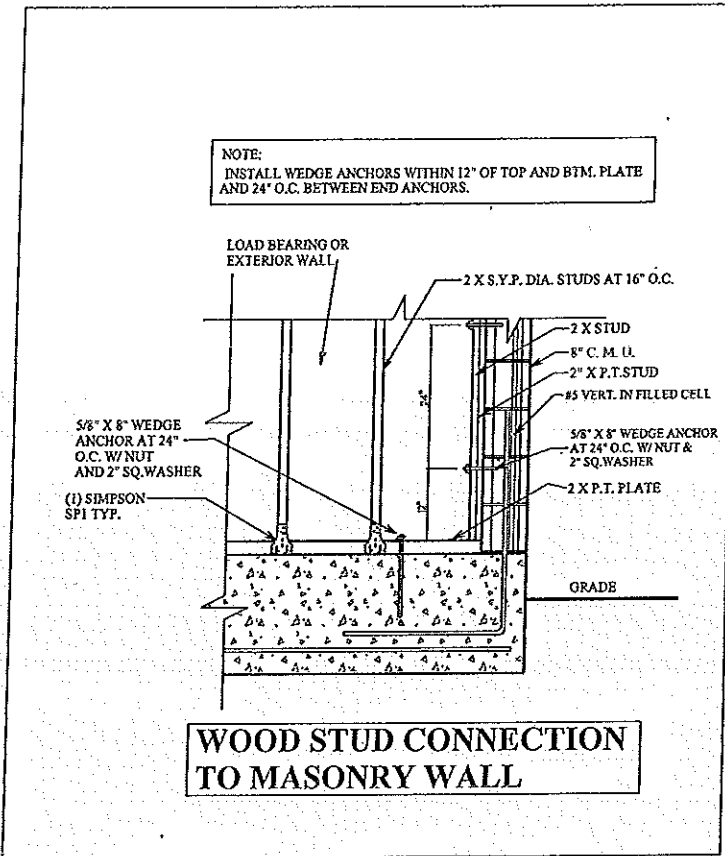 NOTE:
INSTALL WEDGE ANCHORS WITHIN 12" OF TOP AND BTM. PLATE
AND 24" O.C. BETWEEN END ANCHORS.
LOAD BEARING OR
EXTERIOR WALL
2 X S.Y.P. DIA. STUDS AT 16" O.C.
2 X STUD
8" C. M. U.
2" X P.T.STUD
#5 VERT. IN FILLED CELL
5/8" X 8" WEDGE ANCHOR
AT 24" O.C. W/ NUT &
2" SQ.WASHER
2 X P.T. PLATE
24"
12"
5/8" X 8" WEDGE
ANCHOR AT 24"
O.C. W/ NUT
AND 2" SQ.WASHER
(1) SIMPSON
SP1 TYP.
GRADE
WOOD STUD CONNECTION
TO MASONRY WALL